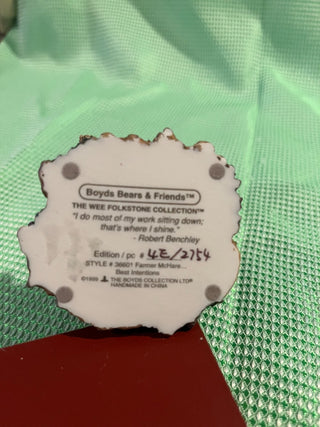 Boyds Bears & Friends™
THE WEE FOLKSTONE COLLECTION™
"I do most of my work sitting down;
that's where I shine."
- Robert Benchley
Edition / pc # 4E/2754
STYLE # 36601 Farmer McHare...
Best Intentions
©1999 THE BOYDS COLLECTION LTD®
HANDMADE IN CHINA